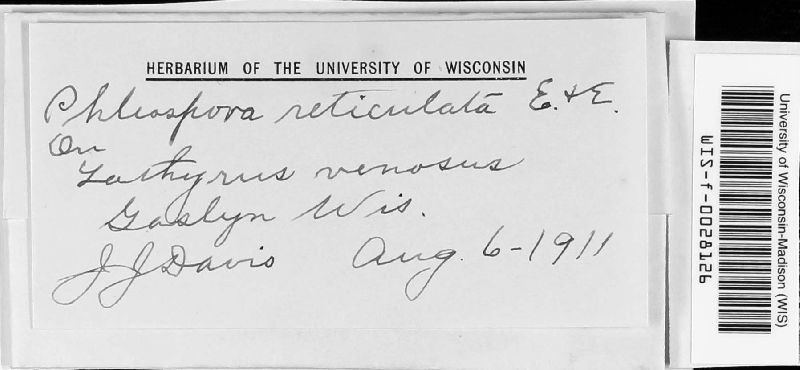 HERBARIUM OF THE UNIVERSITY OF WISCONSIN
Phleospora reticulata E. & E.
On
Lathyrus venosus
Gaslyn Wis.
J J Davis Aug. 6-1911
University of Wisconsin-Madison (WIS)
WIS-f-0028126